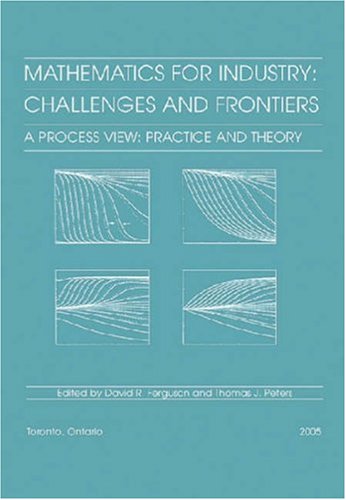 MATHEMATICS FOR INDUSTRY:
CHALLENGES AND FRONTIERS
A PROCESS VIEW: PRACTICE AND THEORY
Edited by David R. Ferguson and Thomas J. Peters
Toronto, Ontario 2005